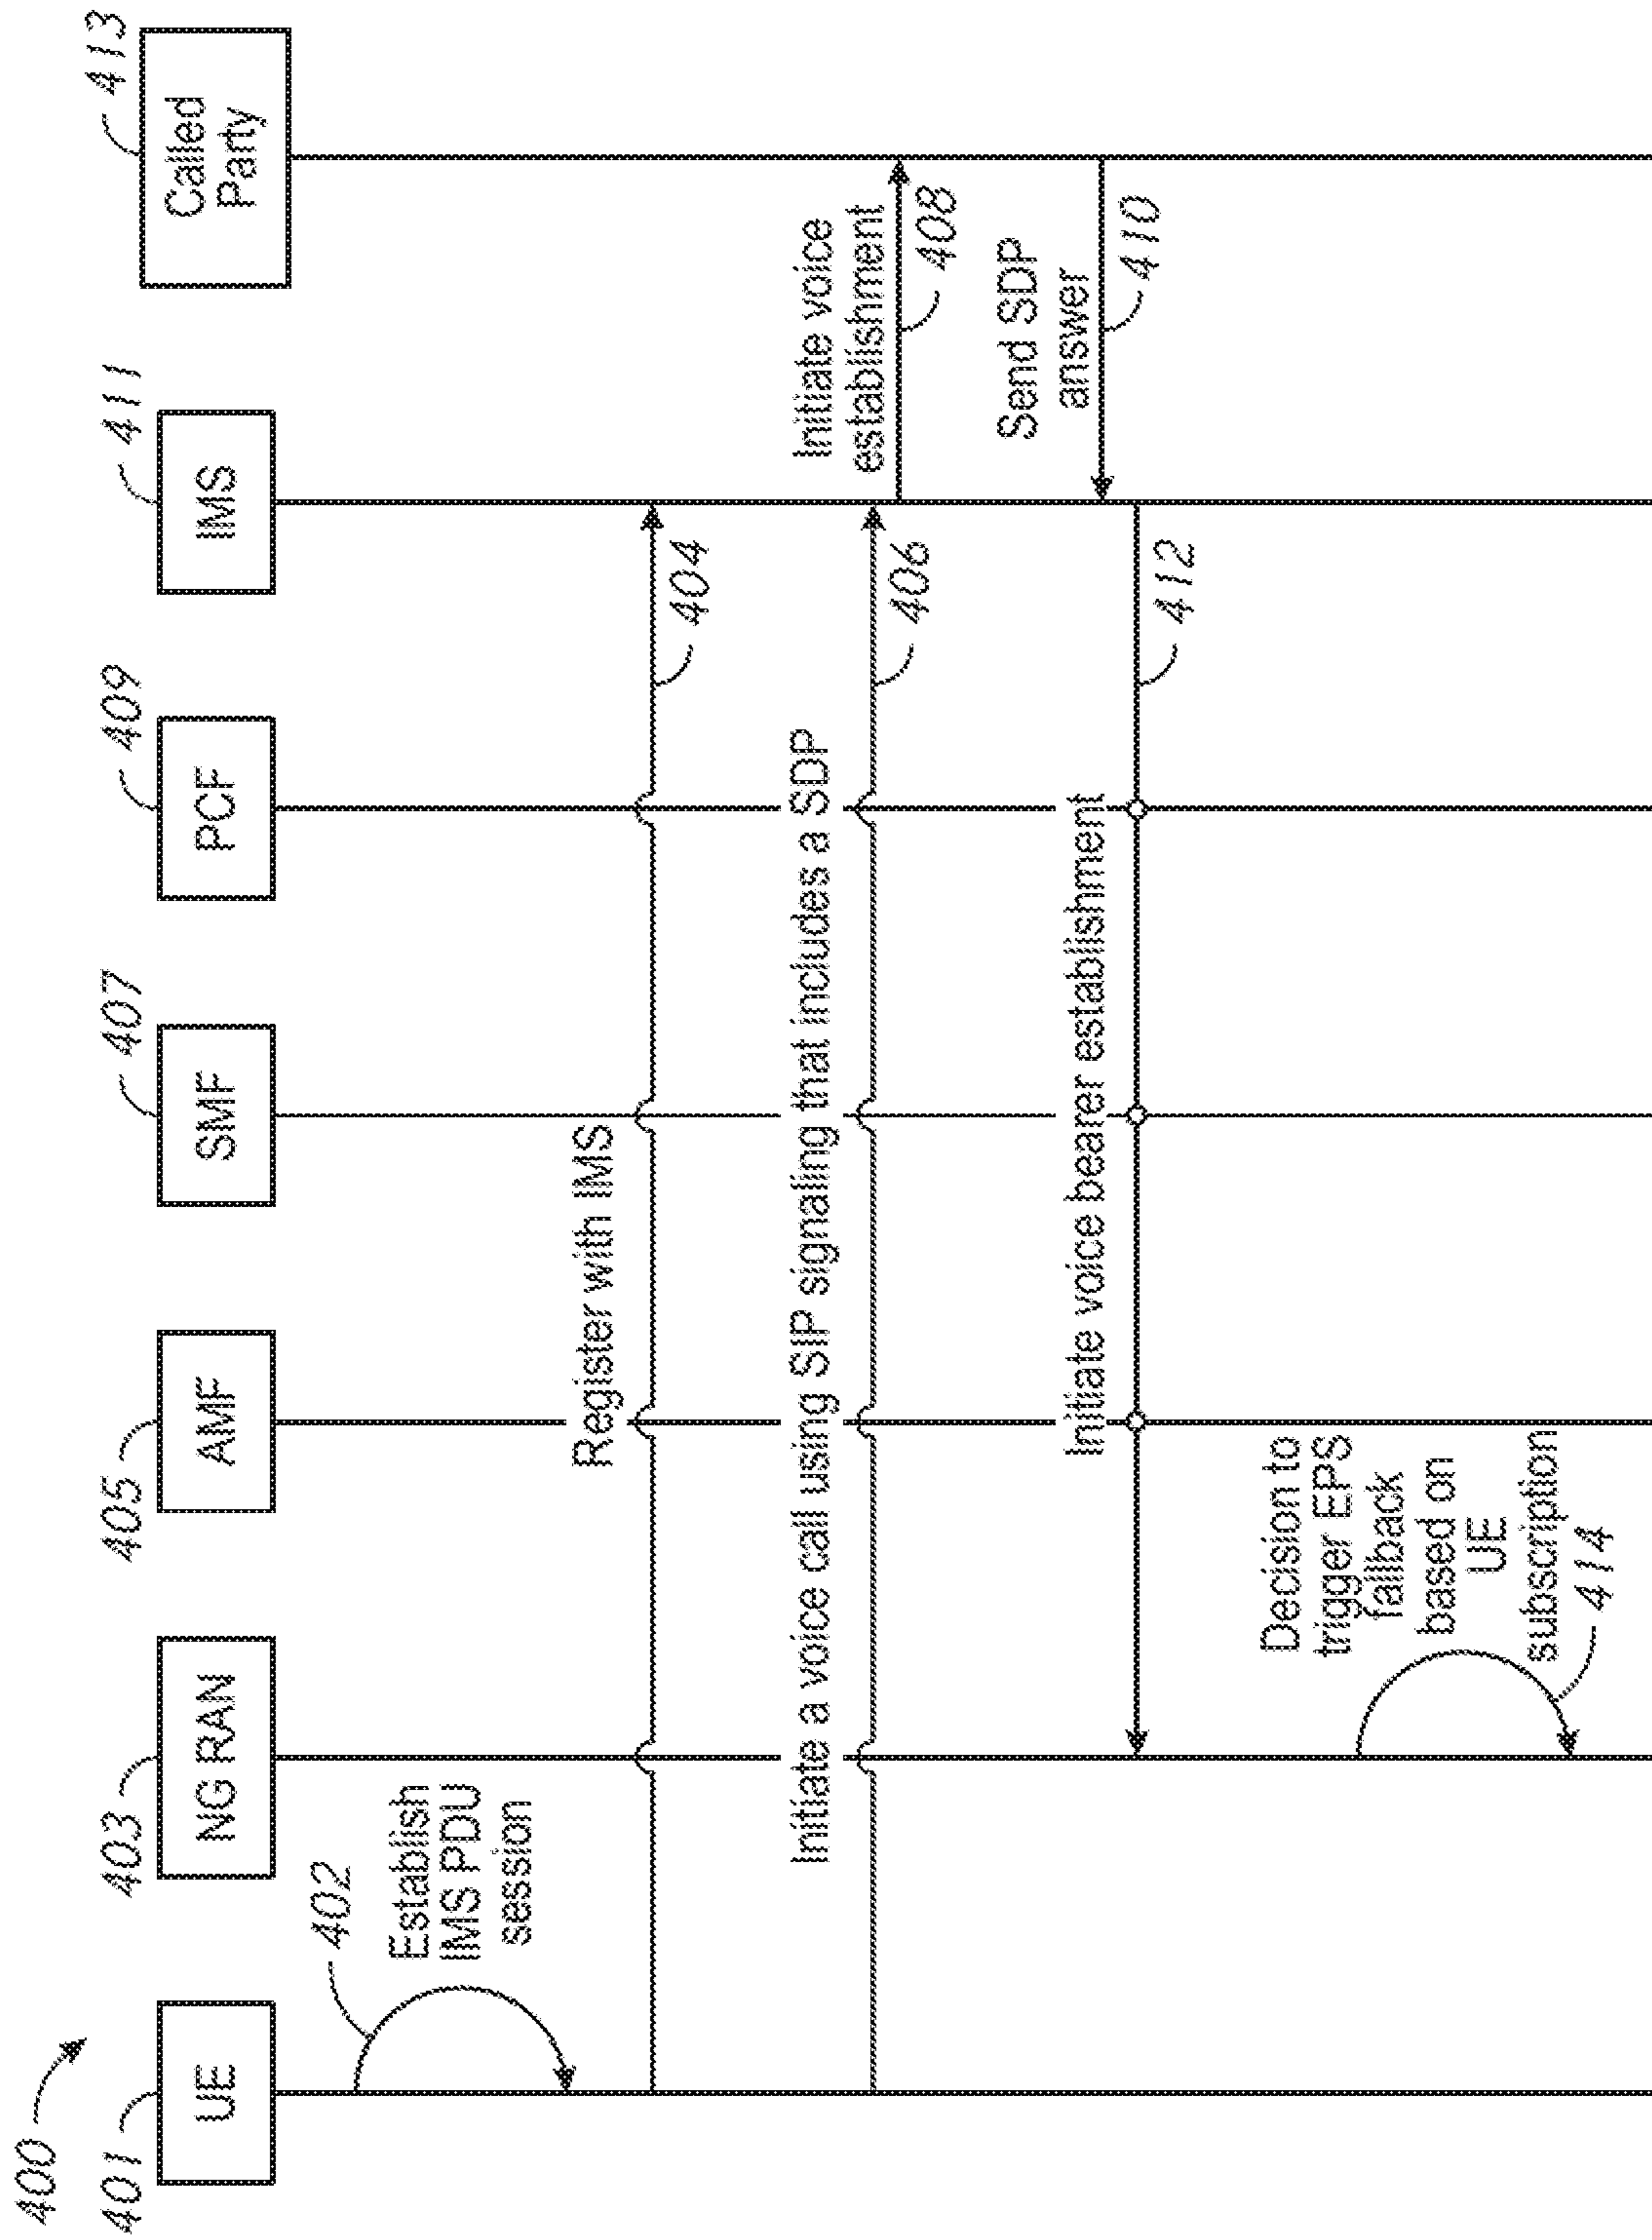 400
401
UE
403
NG RAN
405
AMF
407
SMF
409
PCF
411
IMS
413
Called
Party
402
Establish
IMS PDU
session
Register with IMS
404
Initiate a voice call using SIP signaling that includes a SDP
406
Initiate voice
establishment
408
Send SDP
answer
410
Initiate voice bearer establishment
412
Decision to
trigger EPS
fallback
based on
UE
subscription
414